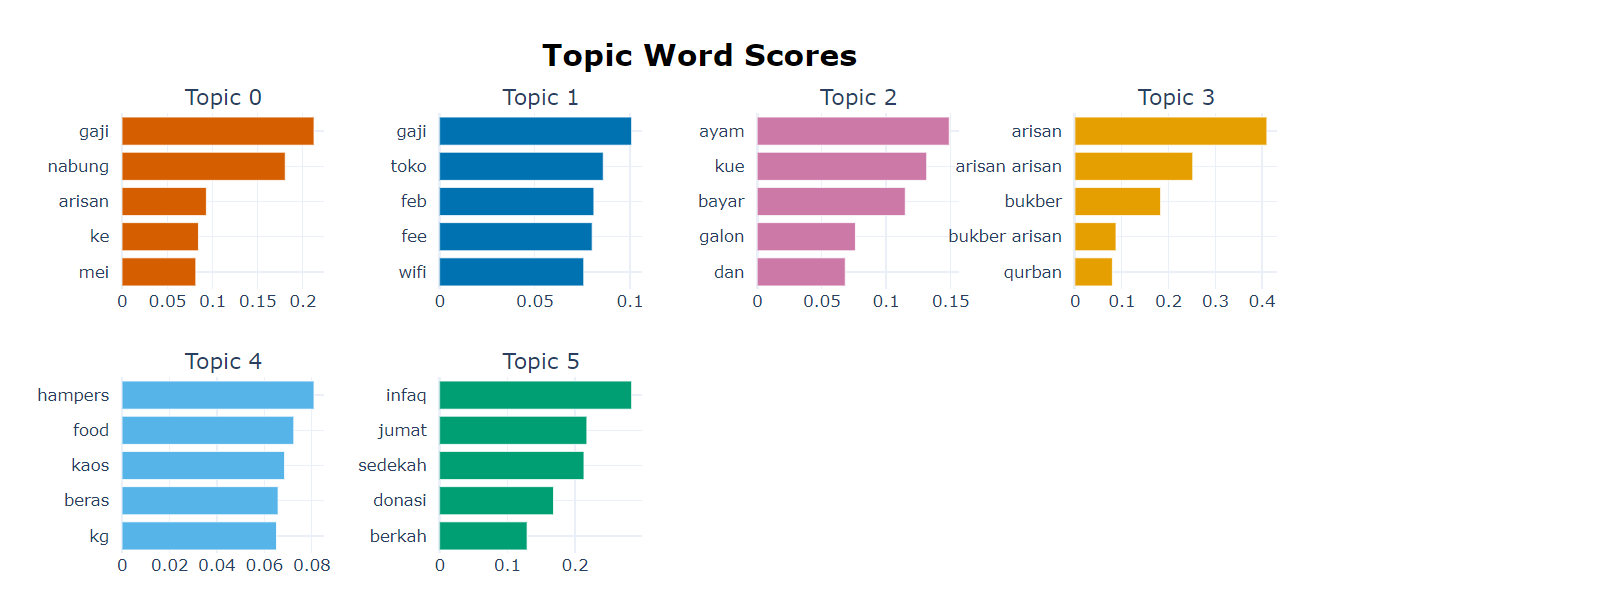 Topic Word Scores
Topic 0
gaji
nabung
arisan
ke
mei
0 0.05 0.1 0.15 0.2
Topic 1
gaji
toko
feb
fee
wifi
0 0.05 0.1
Topic 2
ayam
kue
bayar
galon
dan
0 0.05 0.1 0.15
Topic 3
arisan
arisan arisan
bukber
bukber arisan
qurban
0 0.1 0.2 0.3 0.4
Topic 4
hampers
food
kaos
beras
kg
0 0.02 0.04 0.06 0.08
Topic 5
infaq
jumat
sedekah
donasi
berkah
0 0.1 0.2